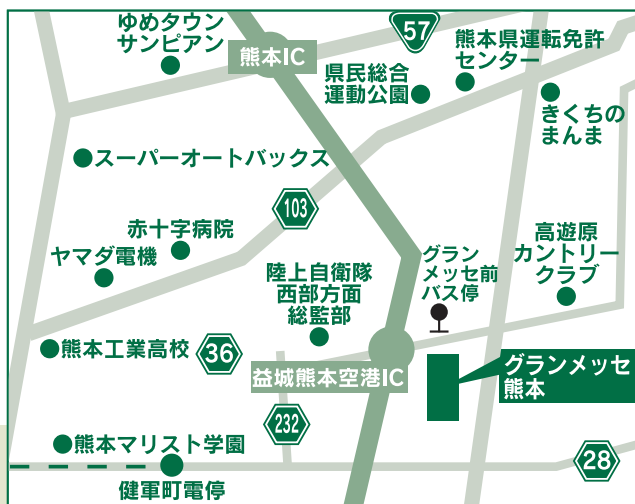 ゆめタウン
サンピアン
熊本IC
57
熊本県運転免許
センター
県民総合
運動公園
きくちの
まんま
スーパーオートバックス
103
赤十字病院
ヤマダ電機
陸上自衛隊
西部方面
総監部
グラン
メッセ前
バス停
高遊原
カントリー
クラブ
熊本工業高校
36
益城熊本空港IC
グランメッセ
熊本
232
熊本マリスト学園
28
健軍町電停